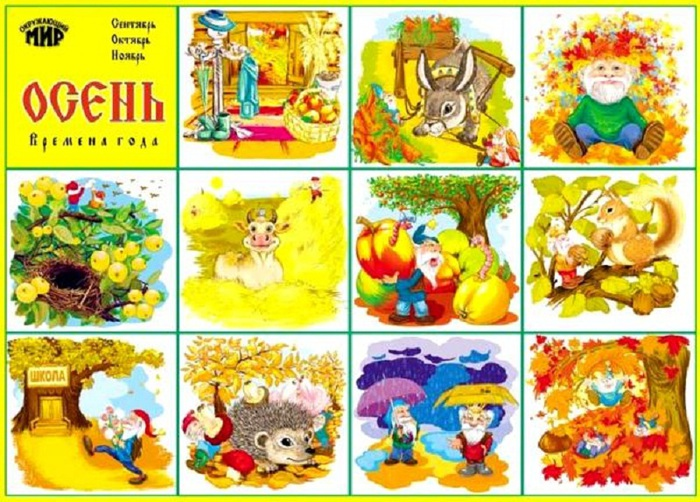 ОКРУЖАЮЩИЙ
МИР
Сентябрь
Октябрь
Ноябрь
ОСЕНЬ
Времена года
ШКОЛА